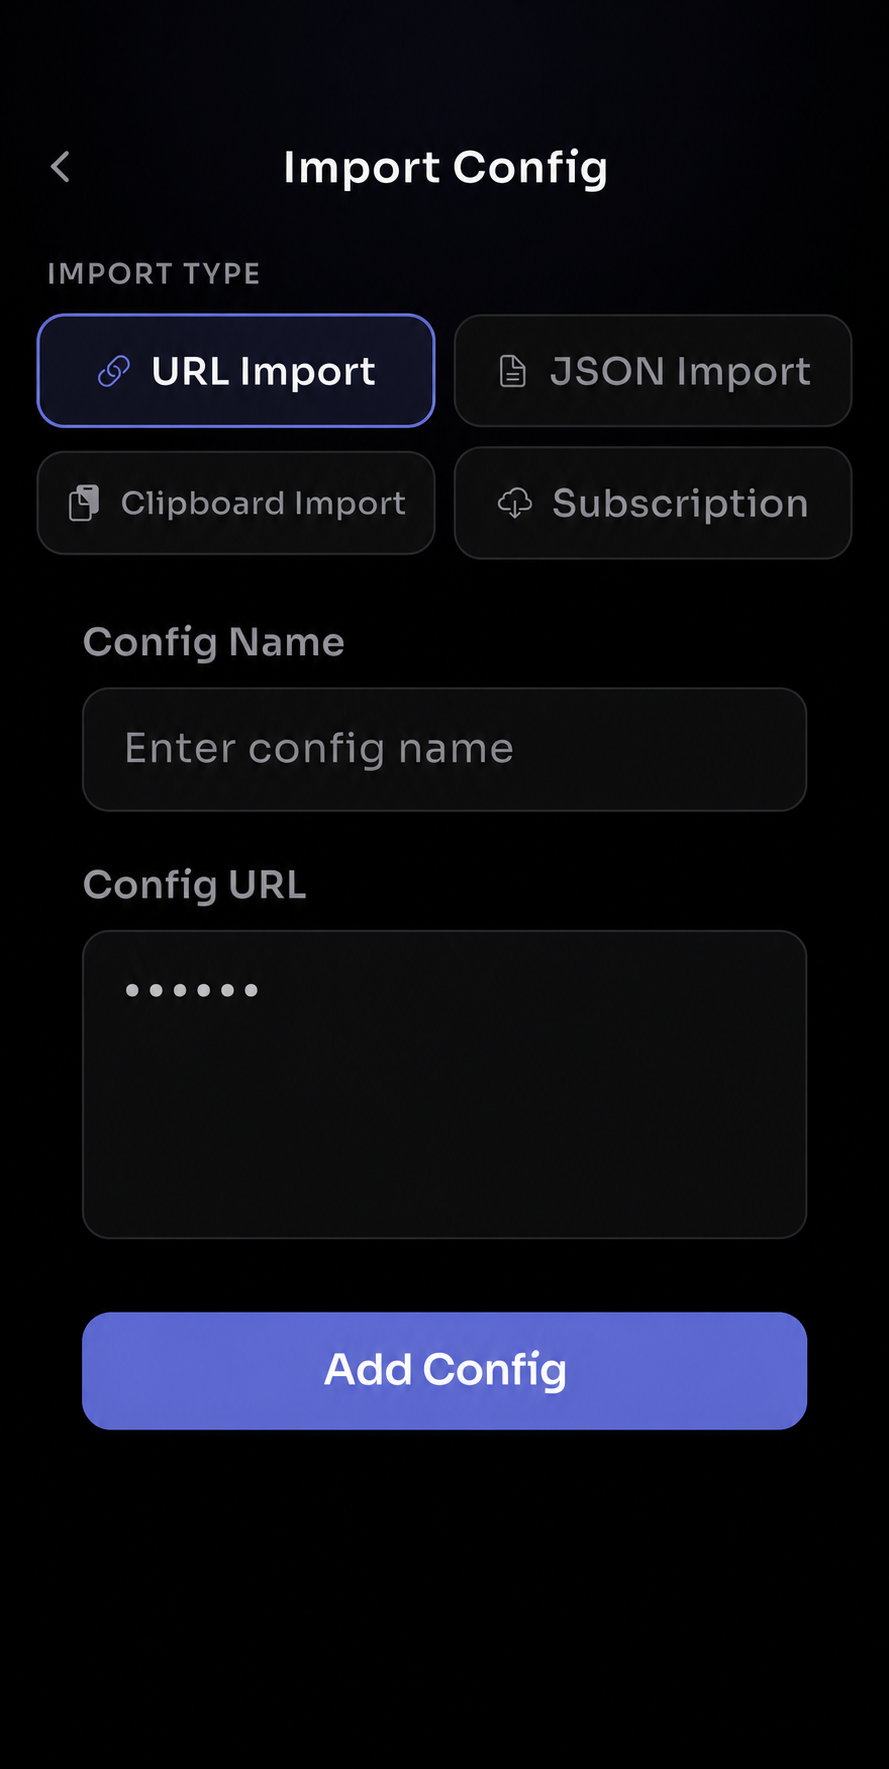 Import Config
IMPORT TYPE
URL Import
JSON Import
Clipboard Import
Subscription
Config Name
Enter config name
Config URL
••••••
Add Config